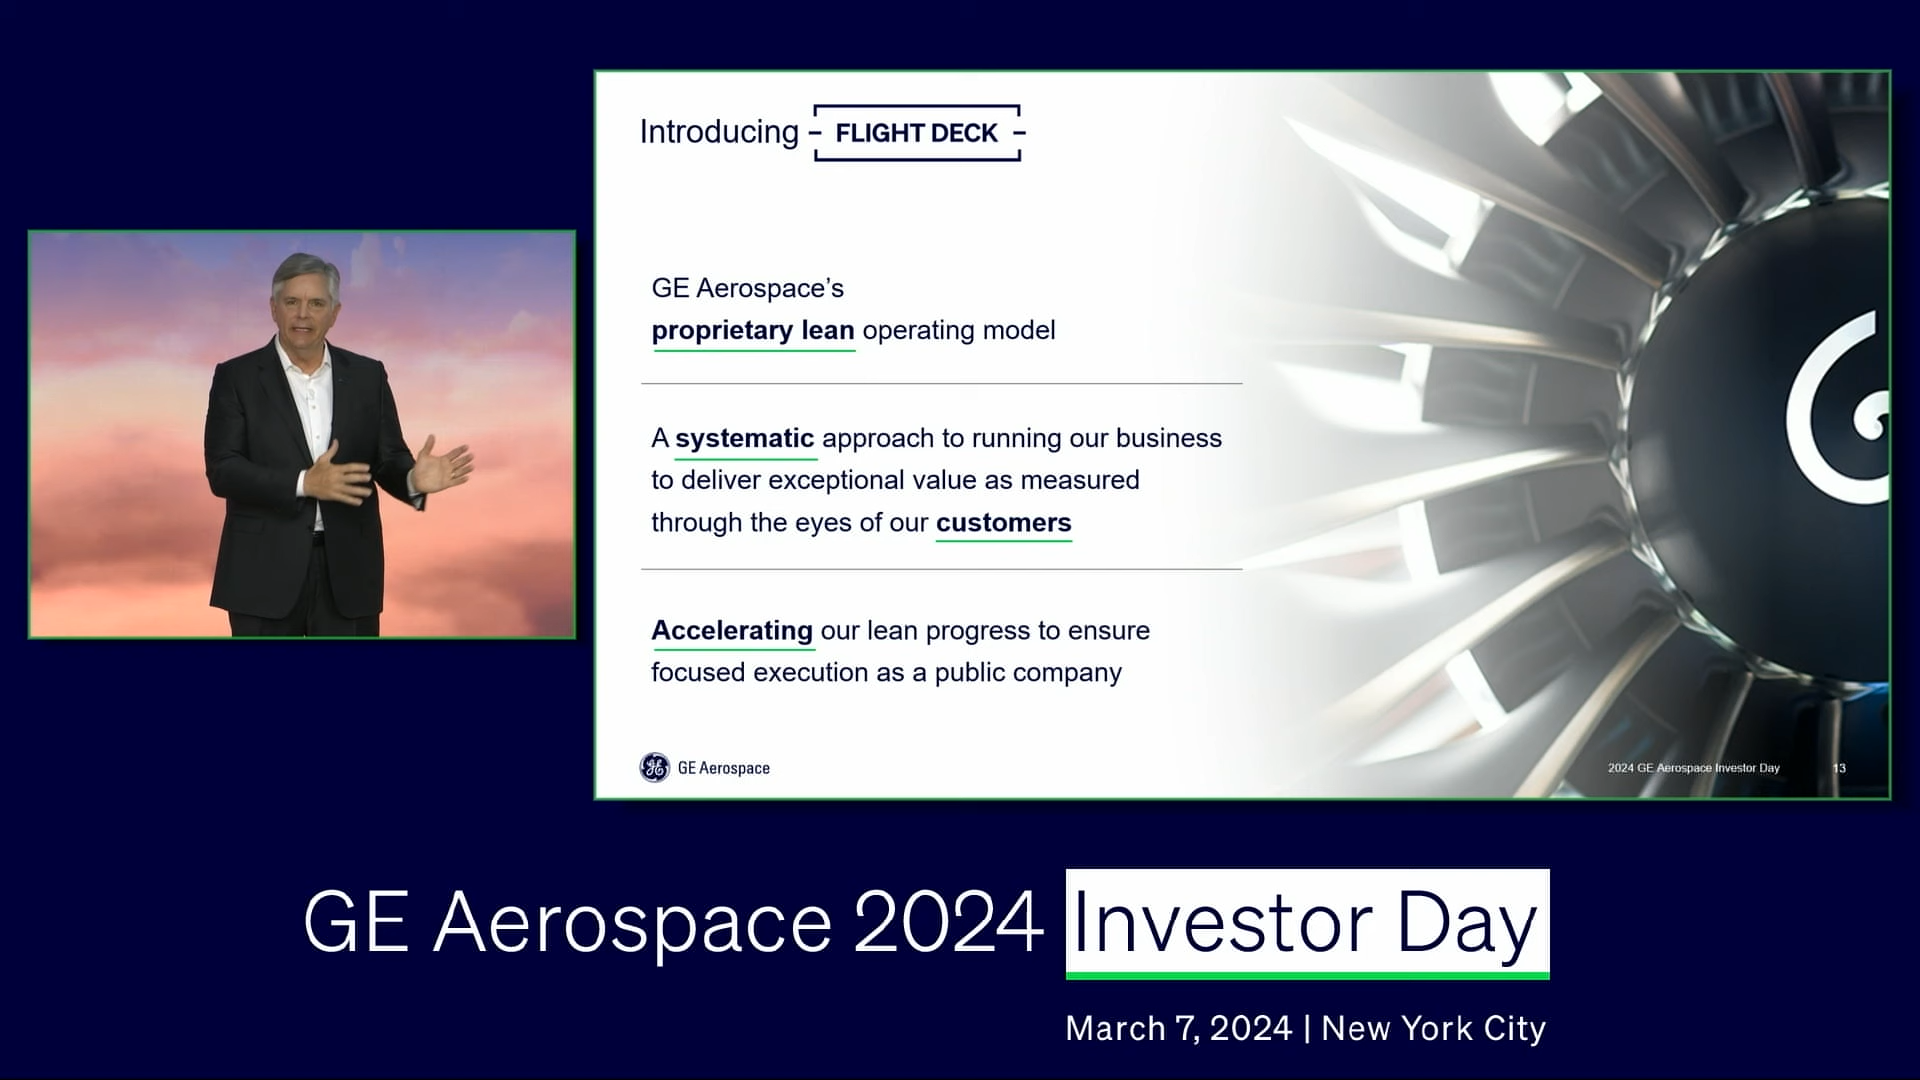 Introducing - FLIGHT DECK -
GE Aerospace’s
proprietary lean operating model
A systematic approach to running our business
to deliver exceptional value as measured
through the eyes of our customers
Accelerating our lean progress to ensure
focused execution as a public company
GE Aerospace
2024 GE Aerospace Investor Day 13
GE Aerospace 2024 Investor Day
March 7, 2024 | New York City